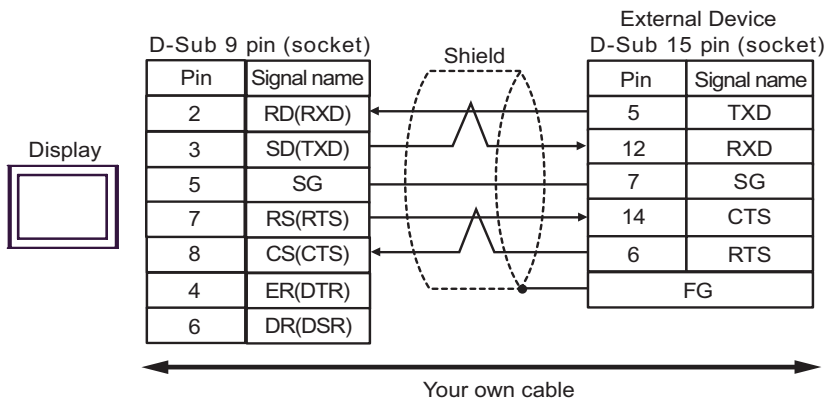 External Device
D-Sub 9 pin (socket)
Shield
D-Sub 15 pin (socket)
Pin Signal name
Pin Signal name
2 RD(RXD)
5 TXD
Display
3 SD(TXD)
12 RXD
5 SG
7 SG
7 RS(RTS)
14 CTS
8 CS(CTS)
6 RTS
4 ER(DTR)
FG
6 DR(DSR)
Your own cable